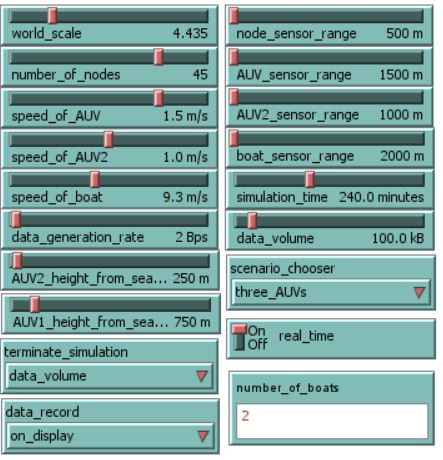 world_scale 4.435
number_of_nodes 45
speed_of_AUV 1.5 m/s
speed_of_AUV2 1.0 m/s
speed_of_boat 9.3 m/s
data_generation_rate 2 Bps
AUV2_height_from_sea... 250 m
AUV1_height_from_sea... 750 m
terminate_simulation
data_volume
data_record
on_display
node_sensor_range 500 m
AUV_sensor_range 1500 m
AUV2_sensor_range 1000 m
boat_sensor_range 2000 m
simulation_time 240.0 minutes
data_volume 100.0 kB
scenario_chooser
three_AUVs
On
Off real_time
number_of_boats
2